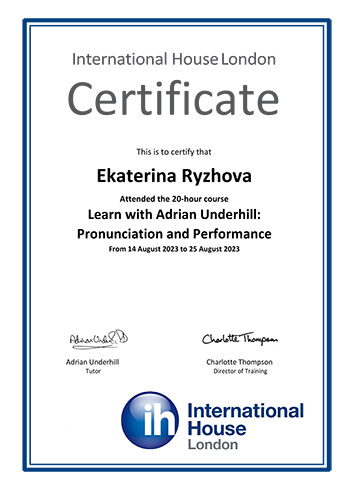 International House London
Certificate
This is to certify that
Ekaterina Ryzhova
Attended the 20-hour course
Learn with Adrian Underhill:
Pronunciation and Performance
From 14 August 2023 to 25 August 2023
Adrian Underhill
Charlotte Thompson
Adrian Underhill
Tutor
Charlotte Thompson
Director of Training
ih
International
House
London